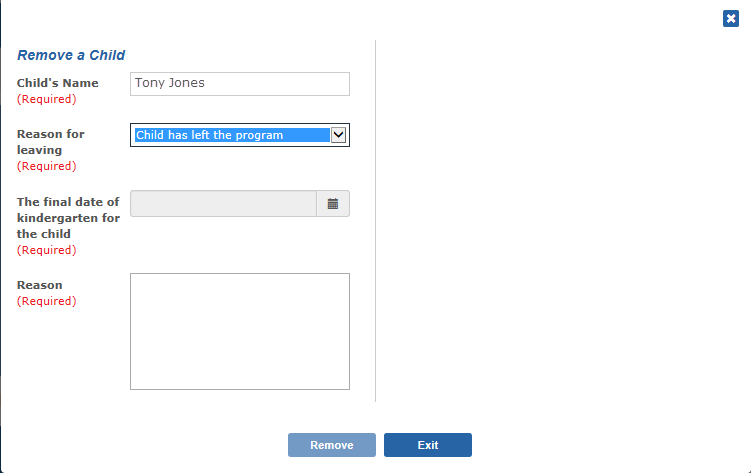 Remove a Child
Child's Name
(Required)
Tony Jones
Reason for
leaving
(Required)
Child has left the program
The final date of
kindergarten for
the child
(Required)
Reason
(Required)
Remove
Exit